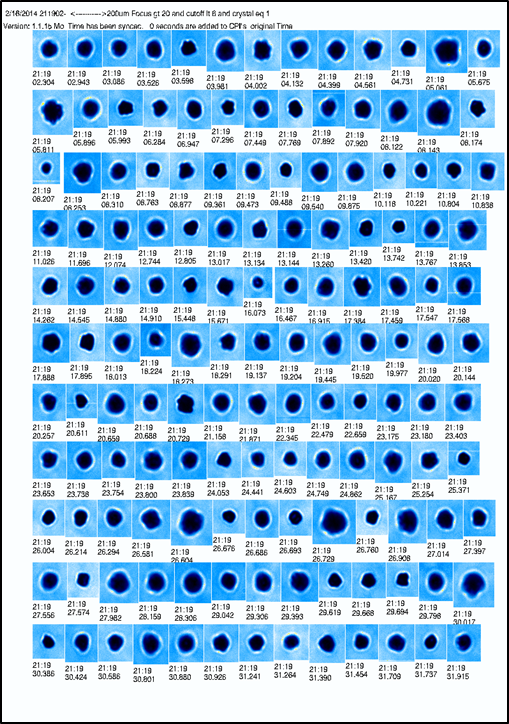 2/18/2014 211902- <----------->200um Focus gt 20 and cutoff lt 8 and crystal eq 1
Version: 1.1.1b Mo Time has been synced. 0 seconds are added to CPI's original Time
21:19 21:19 21:19 21:19 21:19 21:19 21:19 21:19 21:19 21:19 21:19 21:19 21:19
02.304 02.943 03.086 03.526 03.598 03.981 04.002 04.132 04.399 04.561 04.731 05.061 05.675
21:19 21:19 21:19 21:19 21:19 21:19 21:19 21:19 21:19 21:19 21:19 21:19 21:19
05.811 05.896 05.993 06.284 06.947 07.296 07.449 07.769 07.892 07.920 08.122 08.143 08.174
21:19 21:19 21:19 21:19 21:19 21:19 21:19 21:19 21:19 21:19 21:19 21:19 21:19 21:19
08.207 08.253 08.310 08.763 08.877 09.361 09.473 09.488 09.540 09.875 10.118 10.221 10.804 10.838
21:19 21:19 21:19 21:19 21:19 21:19 21:19 21:19 21:19 21:19 21:19 21:19 21:19
11.026 11.696 12.074 12.744 12.805 13.017 13.134 13.144 13.260 13.420 13.742 13.767 13.853
21:19 21:19 21:19 21:19 21:19 21:19 21:19 21:19 21:19 21:19 21:19 21:19 21:19
14.262 14.545 14.880 14.910 15.448 15.671 16.073 16.467 16.915 17.384 17.459 17.547 17.568
21:19 21:19 21:19 21:19 21:19 21:19 21:19 21:19 21:19 21:19 21:19 21:19 21:19
17.888 17.895 18.013 18.224 18.273 18.291 19.137 19.204 19.445 19.520 19.977 20.020 20.144
21:19 21:19 21:19 21:19 21:19 21:19 21:19 21:19 21:19 21:19 21:19 21:19 21:19
20.257 20.611 20.659 20.688 20.729 21.158 21.871 22.345 22.479 22.659 23.175 23.180 23.403
21:19 21:19 21:19 21:19 21:19 21:19 21:19 21:19 21:19 21:19 21:19 21:19 21:19
23.653 23.738 23.754 23.800 23.839 24.053 24.441 24.603 24.749 24.862 25.167 25.254 25.371
21:19 21:19 21:19 21:19 21:19 21:19 21:19 21:19 21:19 21:19 21:19 21:19 21:19
26.004 26.214 26.294 26.581 26.604 26.676 26.686 26.693 26.729 26.760 26.908 27.014 27.397
21:19 21:19 21:19 21:19 21:19 21:19 21:19 21:19 21:19 21:19 21:19 21:19 21:19
27.556 27.574 27.982 28.159 28.306 29.042 29.306 29.393 29.619 29.668 29.694 29.798 30.017
21:19 21:19 21:19 21:19 21:19 21:19 21:19 21:19 21:19 21:19 21:19 21:19 21:19
30.386 30.424 30.586 30.801 30.880 30.926 31.241 31.264 31.390 31.454 31.709 31.737 31.915